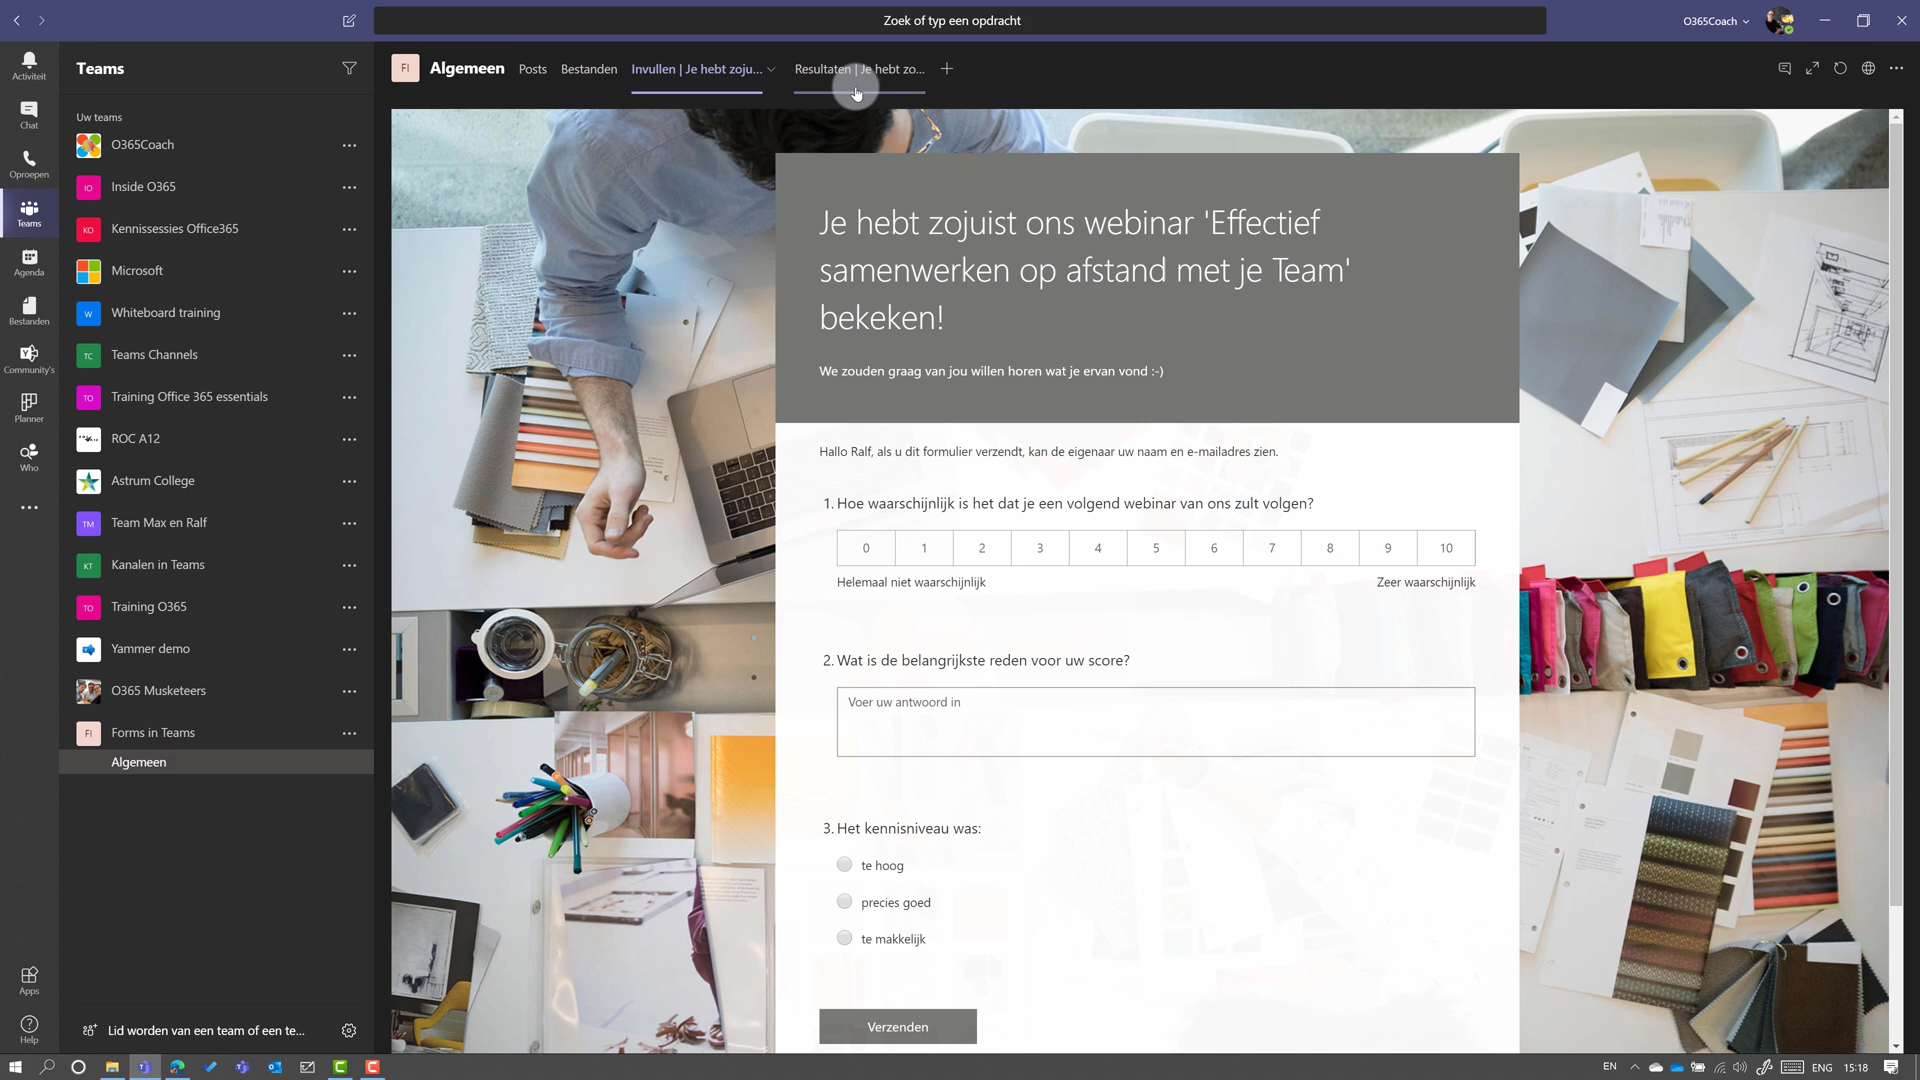 Zoek of typ een opdracht
O365Coach
Activiteit
Chat
Oproepen
Teams
Agenda
Bestanden
Community's
Planner
Who
Apps
Help
Teams
Uw teams
O365Coach
IO Inside O365
KO Kennissessies Office365
Microsoft
W Whiteboard training
TC Teams Channels
TO Training Office 365 essentials
ROC A12
Astrum College
TM Team Max en Ralf
KT Kanalen in Teams
TO Training O365
Yammer demo
O365 Musketeers
FI Forms in Teams
Algemeen
Lid worden van een team of een te...
FI Algemeen Posts Bestanden Invullen | Je hebt zoju... Resultaten | Je hebt zo...
Je hebt zojuist ons webinar 'Effectief
samenwerken op afstand met je Team'
bekeken!
We zouden graag van jou willen horen wat je ervan vond :-)
Hallo Ralf, als u dit formulier verzendt, kan de eigenaar uw naam en e-mailadres zien.
1. Hoe waarschijnlijk is het dat je een volgend webinar van ons zult volgen?
0 1 2 3 4 5 6 7 8 9 10
Helemaal niet waarschijnlijk Zeer waarschijnlijk
2. Wat is de belangrijkste reden voor uw score?
Voer uw antwoord in
3. Het kennisniveau was:
te hoog
precies goed
te makkelijk
Verzenden
EN ENG 15:18